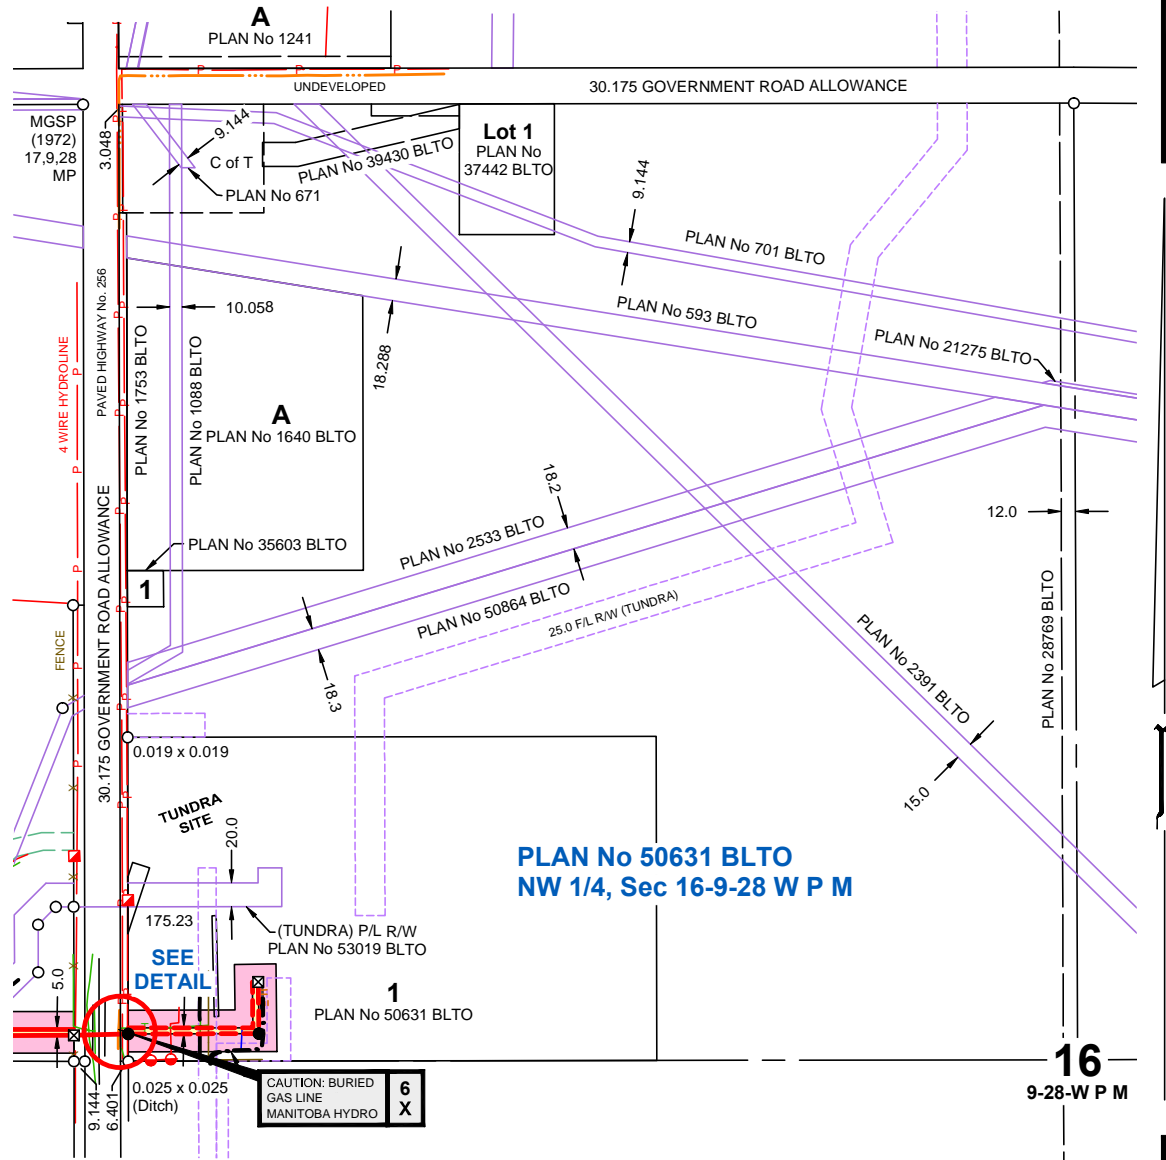 A
PLAN No 1241
UNDEVELOPED
30.175 GOVERNMENT ROAD ALLOWANCE
MGSP
(1972)
17,9,28
MP
3.048
9.144
C of T
PLAN No 671
PLAN No 39430 BLTO
Lot 1
PLAN No
37442 BLTO
9.144
PLAN No 701 BLTO
PLAN No 593 BLTO
PLAN No 21275 BLTO
10.058
18.288
4 WIRE HYDROLINE
PAVED HIGHWAY No. 256
PLAN No 1753 BLTO
PLAN No 1088 BLTO
A
PLAN No 1640 BLTO
18.2
12.0
PLAN No 2533 BLTO
PLAN No 35603 BLTO
1
PLAN No 50864 BLTO
25.0 F/L R/W (TUNDRA)
18.3
PLAN No 2391 BLTO
PLAN No 28769 BLTO
15.0
FENCE
30.175 GOVERNMENT ROAD ALLOWANCE
0.019 x 0.019
TUNDRA
SITE
20.0
PLAN No 50631 BLTO
NW 1/4, Sec 16-9-28 W P M
175.23
(TUNDRA) P/L R/W
PLAN No 53019 BLTO
SEE
DETAIL
5.0
1
PLAN No 50631 BLTO
16
9-28-W P M
0.025 x 0.025
(Ditch)
9.144
6.401
CAUTION: BURIED
GAS LINE
MANITOBA HYDRO
6
X